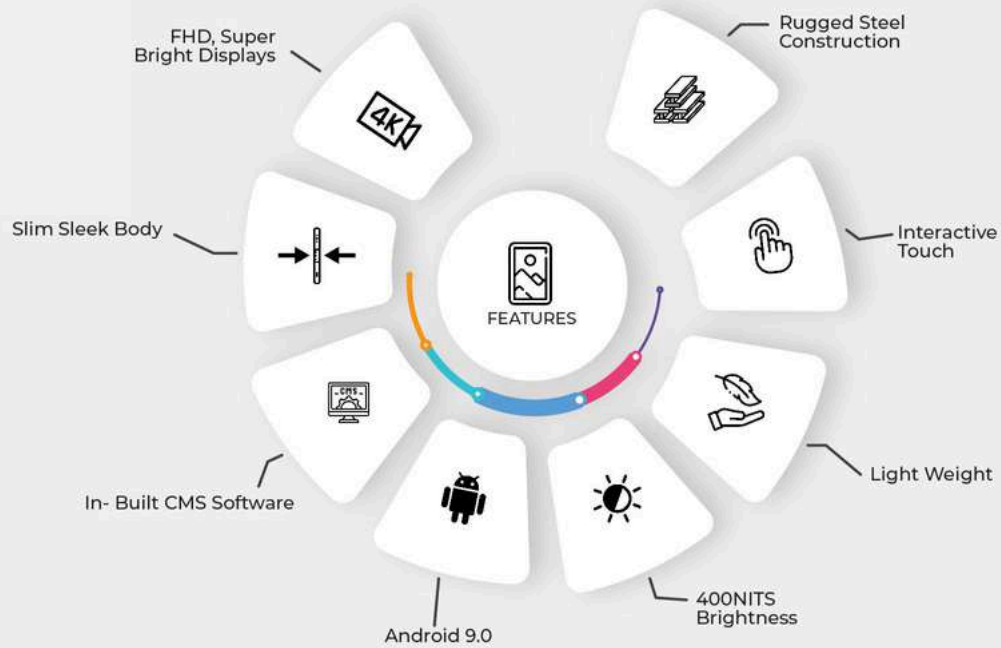 FHD, Super
Bright Displays
4K
Slim Sleek Body
CMS
In- Built CMS Software
Android 9.0
400NITS
Brightness
Light Weight
Interactive
Touch
Rugged Steel
Construction
FEATURES